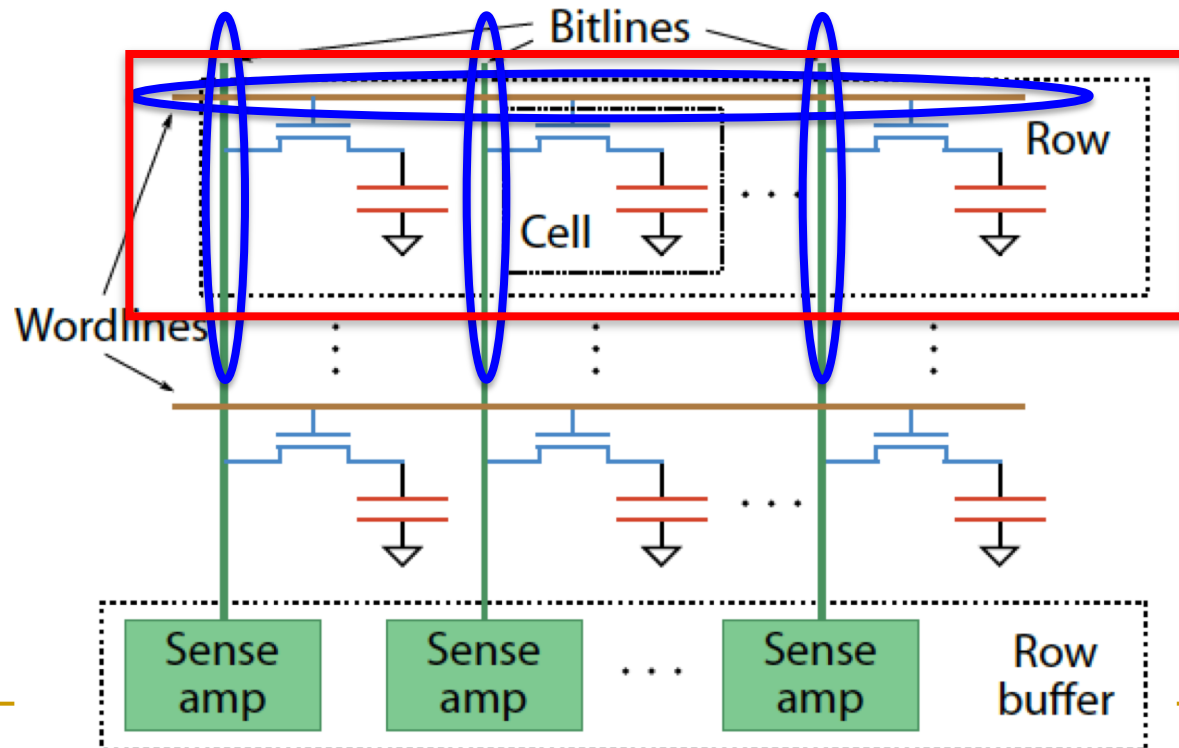 Bitlines
Row
Cell
Wordlines
Sense
amp
Sense
amp
Sense
amp
Row
buffer